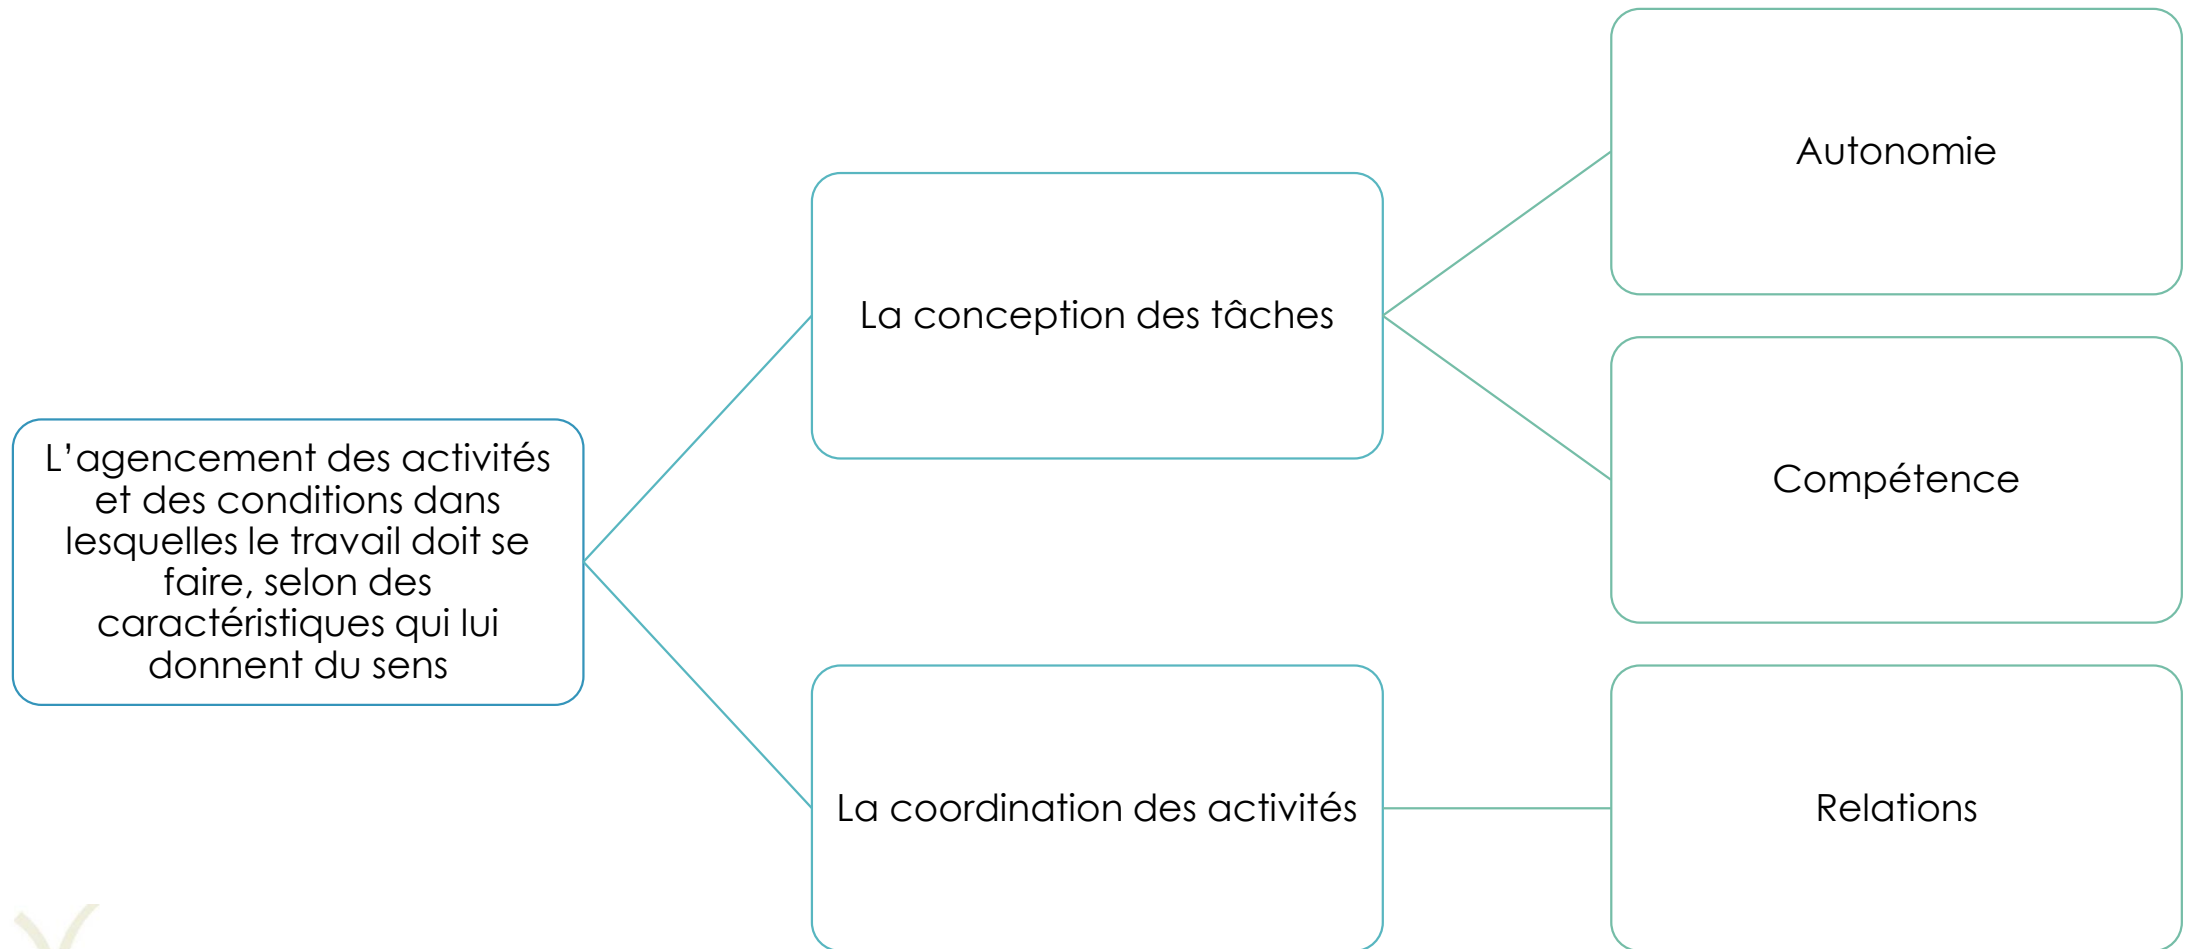 L’agencement des activités
et des conditions dans
lesquelles le travail doit se
faire, selon des
caractéristiques qui lui
donnent du sens
La conception des tâches
La coordination des activités
Autonomie
Compétence
Relations